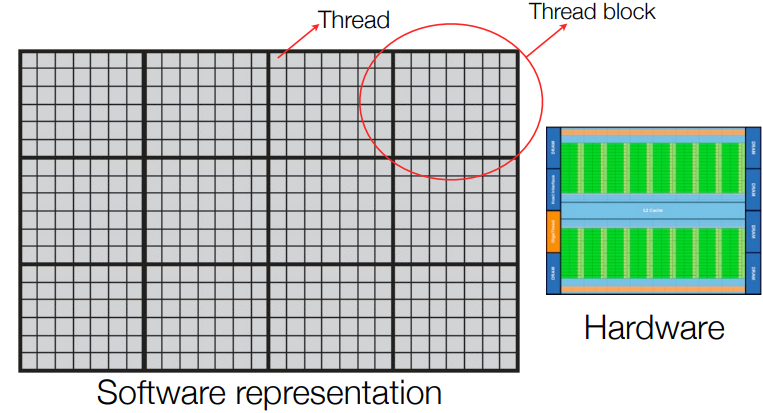 Thread
Thread block
DRAM
DRAM
Host Interface
DRAM
L2 Cache
GigaThread
DRAM
DRAM
DRAM
Hardware
Software representation